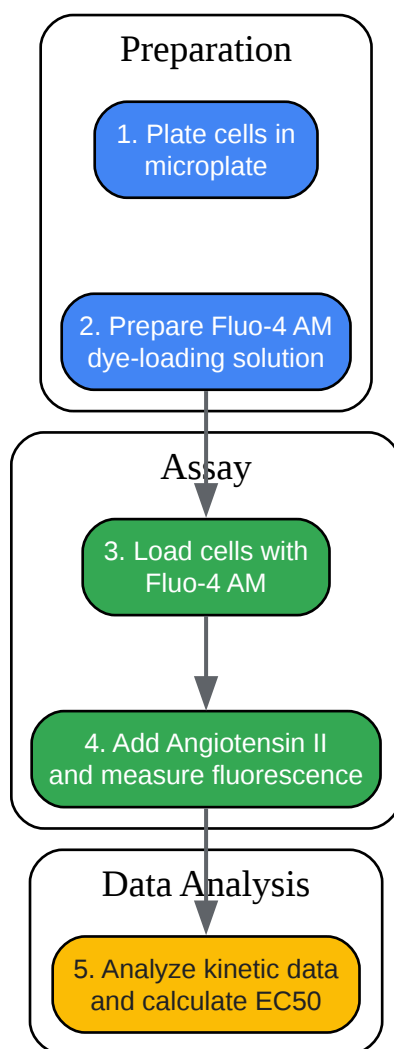 Preparation
1. Plate cells in
microplate
2. Prepare Fluo-4 AM
dye-loading solution
Assay
3. Load cells with
Fluo-4 AM
4. Add Angiotensin II
and measure fluorescence
Data Analysis
5. Analyze kinetic data
and calculate EC50